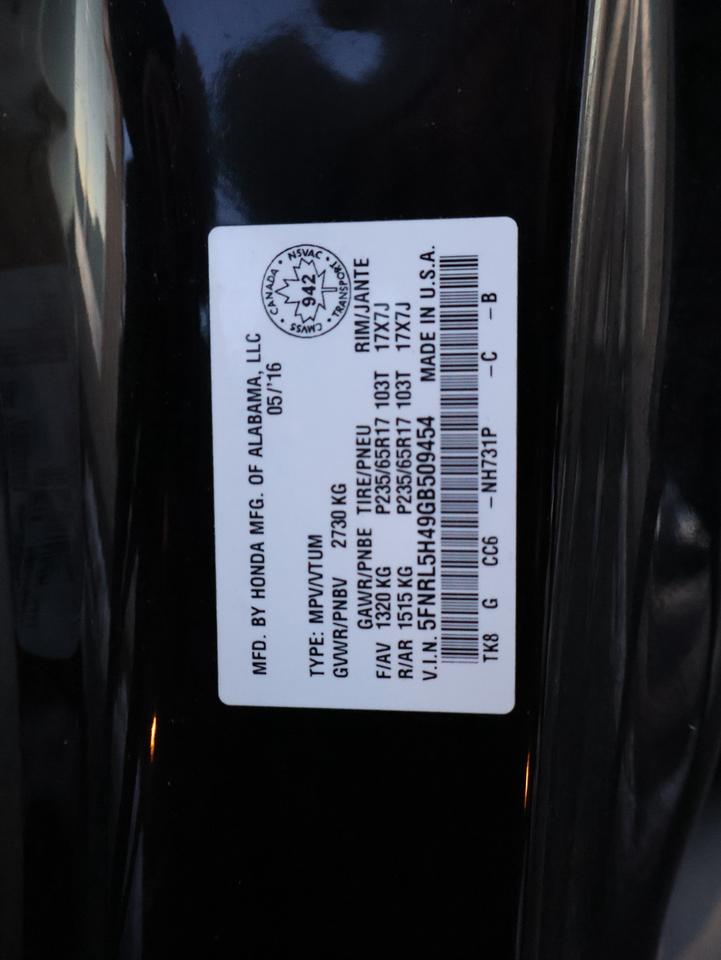 MFD. BY HONDA MFG. OF ALABAMA, LLC
05/'16
CANADA • NSVAC • TRANSPORT • CMVSS •
942
TYPE: MPV/VTUM
GVWR/PNBV 2730 KG
GAWR/PNBE TIRE/PNEU RIM/JANTE
F/AV 1320 KG P235/65R17 103T 17X7J
R/AR 1515 KG P235/65R17 103T 17X7J
V.I.N. 5FNRL5H49GB509454 MADE IN U.S.A.
TK8 G CC6 -NH731P -C -B